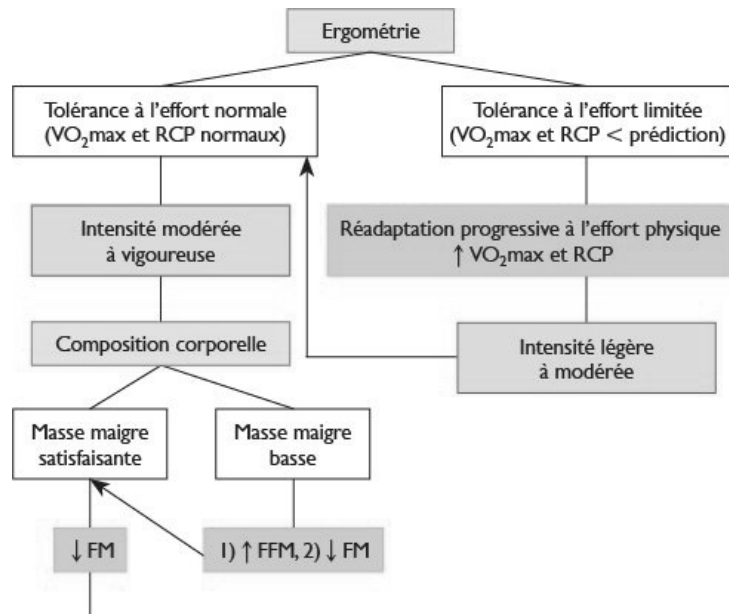 Ergométrie
Tolérance à l'effort normale
(VO₂max et RCP normaux)
Tolérance à l'effort limitée
(VO₂max et RCP < prédiction)
Intensité modérée
à vigoureuse
Réadaptation progressive à l'effort physique
↑ VO₂max et RCP
Composition corporelle
Intensité légère
à modérée
Masse maigre
satisfaisante
Masse maigre
basse
↓ FM
1) ↑ FFM, 2) ↓ FM